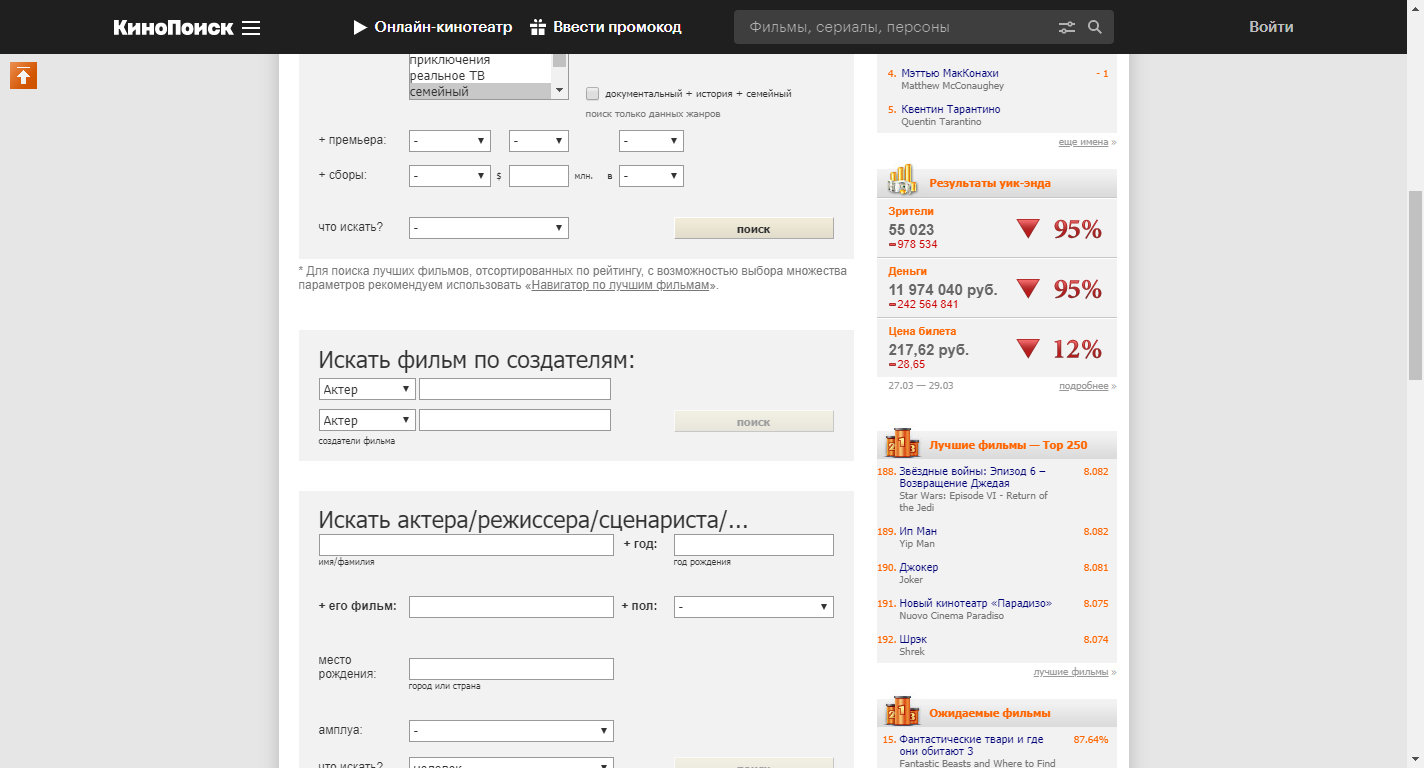 КиноПоиск
Онлайн-кинотеатр
Ввести промокод
Фильмы, сериалы, персоны
Войти
приключения
реальное ТВ
семейный
документальный + история + семейный
поиск только данных жанров
+ премьера:
-
-
-
+ сборы:
-
$
млн.
в
-
что искать?
-
поиск
* Для поиска лучших фильмов, отсортированных по рейтингу, с возможностью выбора множества
параметров рекомендуем использовать «Навигатор по лучшим фильмам».
Искать фильм по создателям:
Актер
Актер
поиск
создатели фильма
Искать актера/режиссера/сценариста/...
+ год:
имя/фамилия
год рождения
+ его фильм:
+ пол:
-
место
рождения:
город или страна
амплуа:
-
что искать?
человек
поиск
4. Мэттью МакКонахи - 1
Matthew McConaughey
5. Квентин Тарантино
Quentin Tarantino
еще имена »
Результаты уик-энда
Зрители
55 023
978 534
95%
Деньги
11 974 040 руб.
242 564 841
95%
Цена билета
217,62 руб.
28,65
12%
27.03 — 29.03
подробнее »
Лучшие фильмы — Top 250
188. Звёздные войны: Эпизод 6 – 8.082
Возвращение Джедая
Star Wars: Episode VI - Return of
the Jedi
189. Ип Ман 8.082
Yip Man
190. Джокер 8.081
Joker
191. Новый кинотеатр «Парадизо» 8.075
Nuovo Cinema Paradiso
192. Шрэк 8.074
Shrek
лучшие фильмы »
Ожидаемые фильмы
15. Фантастические твари и где 87.64%
они обитают 3
Fantastic Beasts and Where to Find